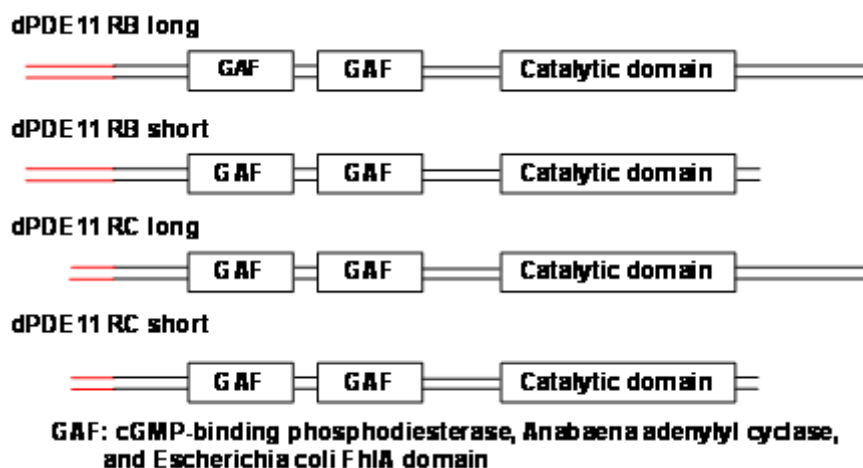 dPDE11 RB long
GAF GAF Catalytic domain
dPDE11 RB short
GAF GAF Catalytic domain
dPDE11 RC long
GAF GAF Catalytic domain
dPDE11 RC short
GAF GAF Catalytic domain
GAF: cGMP-binding phosphodiesterase, Anabaena adenylyl cyclase,
and Escherichia coli FhlA domain